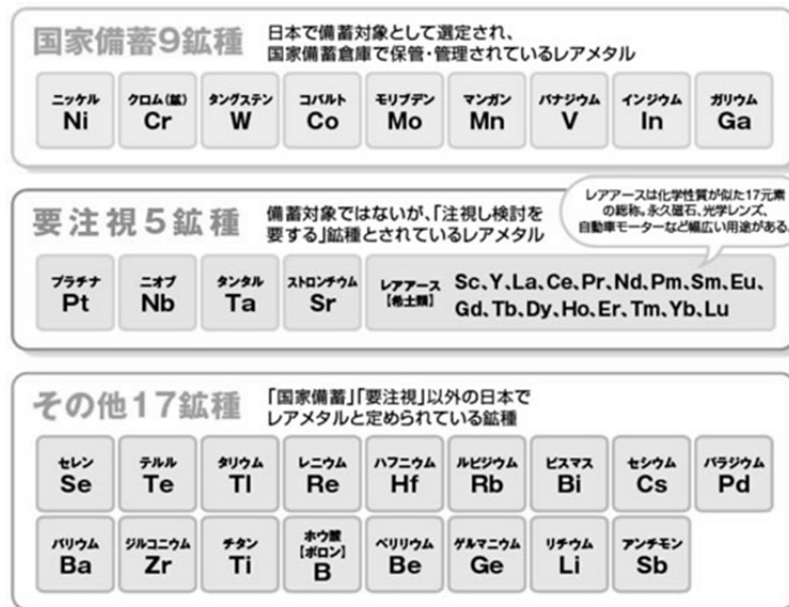 国家備蓄9鉱種
日本で備蓄対象として選定され、
国家備蓄倉庫で保管・管理されているレアメタル
ニッケル クロム(鉱) タングステン コバルト モリブデン マンガン バナジウム インジウム ガリウム
Ni Cr W Co Mo Mn V In Ga
要注視5鉱種
備蓄対象ではないが、「注視し検討を
要する」鉱種とされているレアメタル
レアアースは化学性質が似た17元素
の総称。永久磁石、光学レンズ、
自動車モーターなど幅広い用途がある。
プラチナ ニオブ タンタル ストロンチウム レアアース
Pt Nb Ta Sr [希土類]
Sc、Y、La、Ce、Pr、Nd、Pm、Sm、Eu、
Gd、Tb、Dy、Ho、Er、Tm、Yb、Lu
その他17鉱種
「国家備蓄」「要注視」以外の日本で
レアメタルと定められている鉱種
セレン テルル タリウム レニウム ハフニウム ルビジウム ビスマス セシウム パラジウム
Se Te Tl Re Hf Rb Bi Cs Pd
バリウム ジルコニウム チタン ホウ酸 ベリリウム ゲルマニウム リチウム アンチモン
[ボロン]
Ba Zr Ti B Be Ge Li Sb